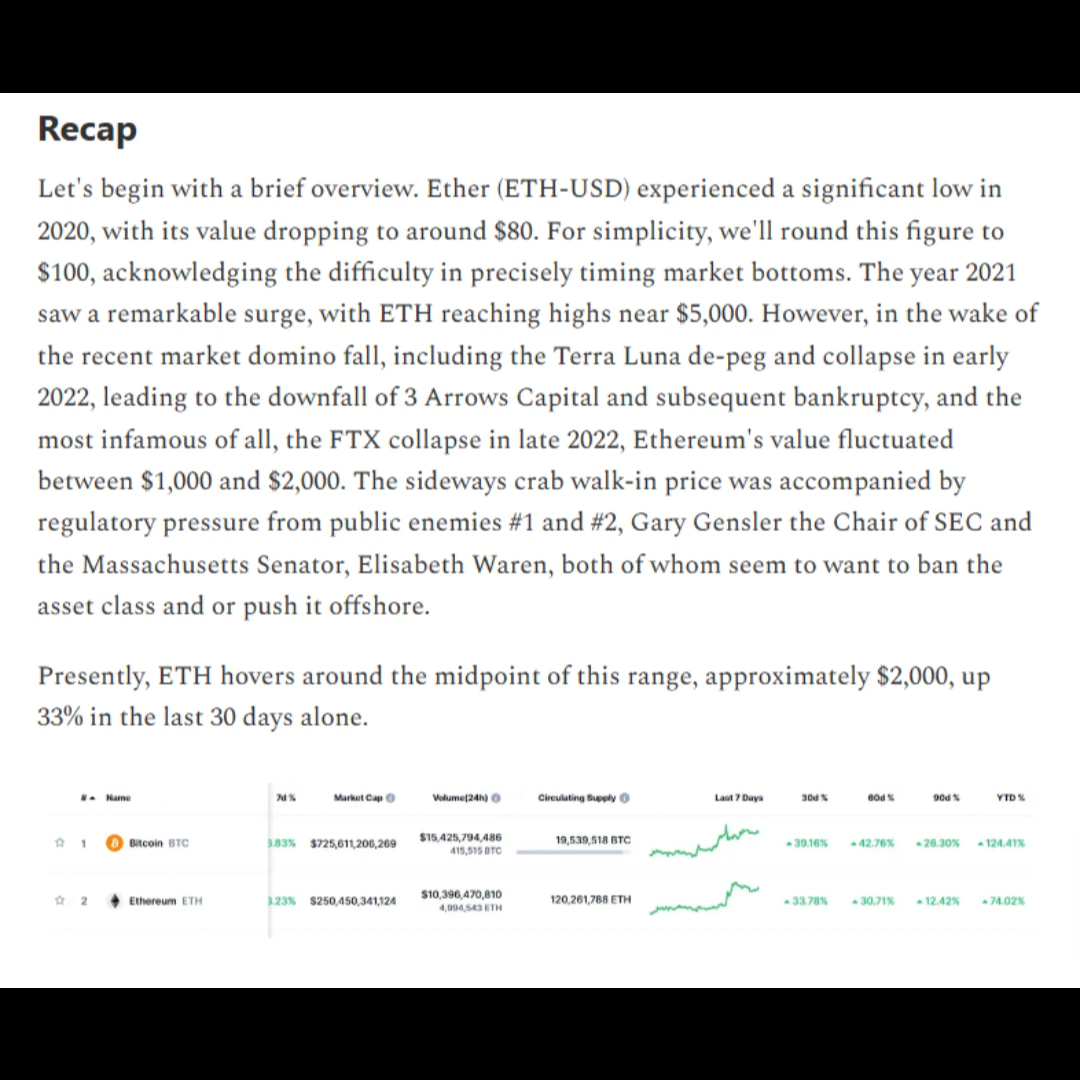 Recap
Let's begin with a brief overview. Ether (ETH-USD) experienced a significant low in
2020, with its value dropping to around $80. For simplicity, we'll round this figure to
$100, acknowledging the difficulty in precisely timing market bottoms. The year 2021
saw a remarkable surge, with ETH reaching highs near $5,000. However, in the wake of
the recent market domino fall, including the Terra Luna de-peg and collapse in early
2022, leading to the downfall of 3 Arrows Capital and subsequent bankruptcy, and the
most infamous of all, the FTX collapse in late 2022, Ethereum's value fluctuated
between $1,000 and $2,000. The sideways crab walk-in price was accompanied by
regulatory pressure from public enemies #1 and #2, Gary Gensler the Chair of SEC and
the Massachusetts Senator, Elisabeth Waren, both of whom seem to want to ban the
asset class and or push it offshore.
Presently, ETH hovers around the midpoint of this range, approximately $2,000, up
33% in the last 30 days alone.
# Name 7d % Market Cap Volume(24h) Circulating Supply Last 7 Days 30d % 60d % 90d % YTD %
1 Bitcoin BTC .83% $725,611,206,269 $15,425,794,486 19,539,518 BTC 39.16% 42.76% 26.30% 124.41%
415,515 BTC
2 Ethereum ETH .23% $250,450,341,124 $10,396,470,810 120,261,788 ETH 33.78% 30.71% 12.42% 74.02%
4,994,543 ETH